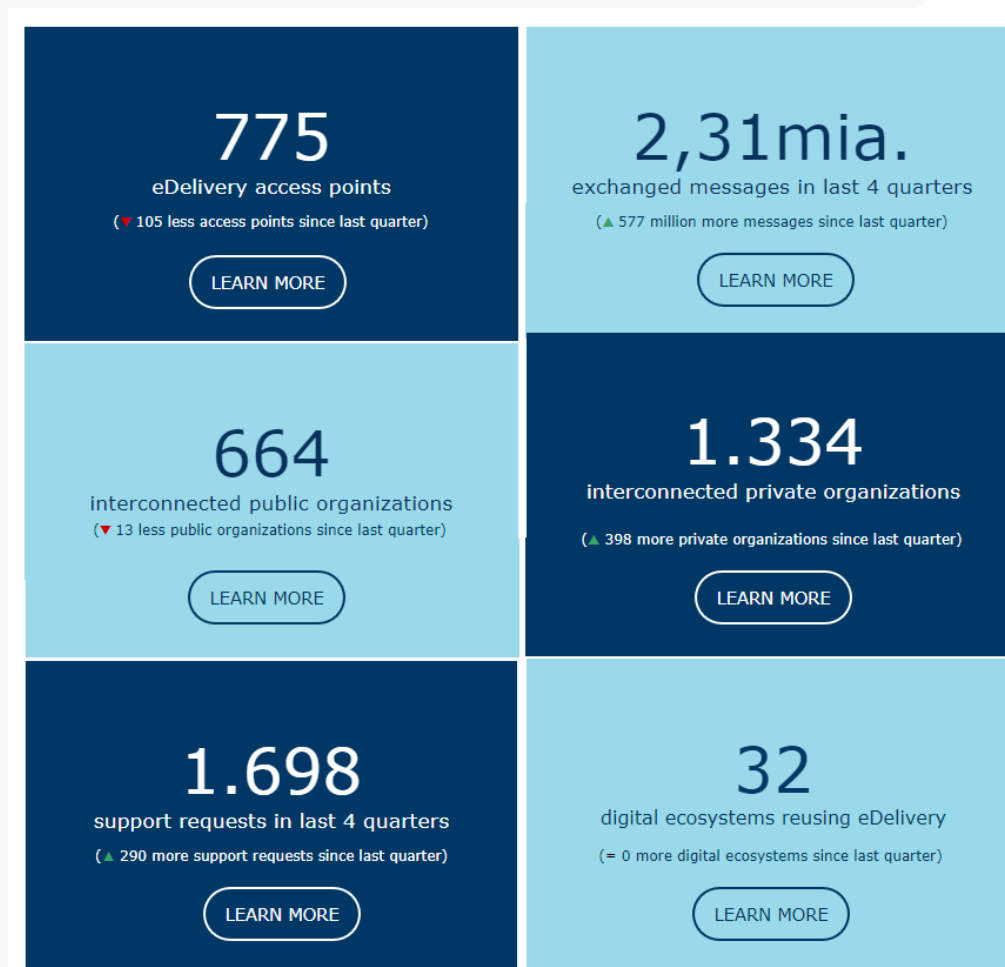 775
eDelivery access points
(▼ 105 less access points since last quarter)
LEARN MORE
2,31mia.
exchanged messages in last 4 quarters
(▲ 577 million more messages since last quarter)
LEARN MORE
664
interconnected public organizations
(▼ 13 less public organizations since last quarter)
LEARN MORE
1.334
interconnected private organizations
(▲ 398 more private organizations since last quarter)
LEARN MORE
1.698
support requests in last 4 quarters
(▲ 290 more support requests since last quarter)
LEARN MORE
32
digital ecosystems reusing eDelivery
(= 0 more digital ecosystems since last quarter)
LEARN MORE